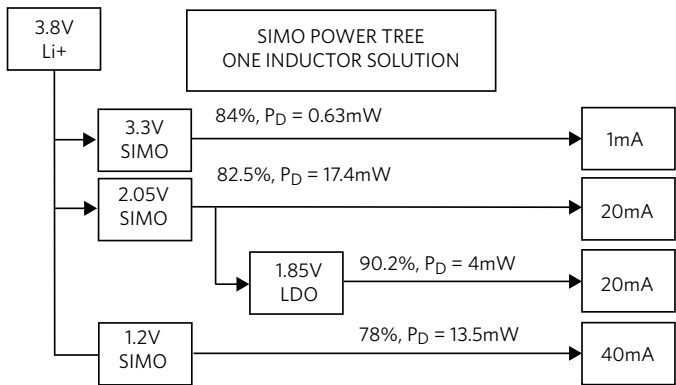 3.8V
Li+
SIMO POWER TREE
ONE INDUCTOR SOLUTION
84%, PD = 0.63mW
3.3V
SIMO
1mA
82.5%, PD = 17.4mW
2.05V
SIMO
20mA
90.2%, PD = 4mW
1.85V
LDO
20mA
78%, PD = 13.5mW
1.2V
SIMO
40mA